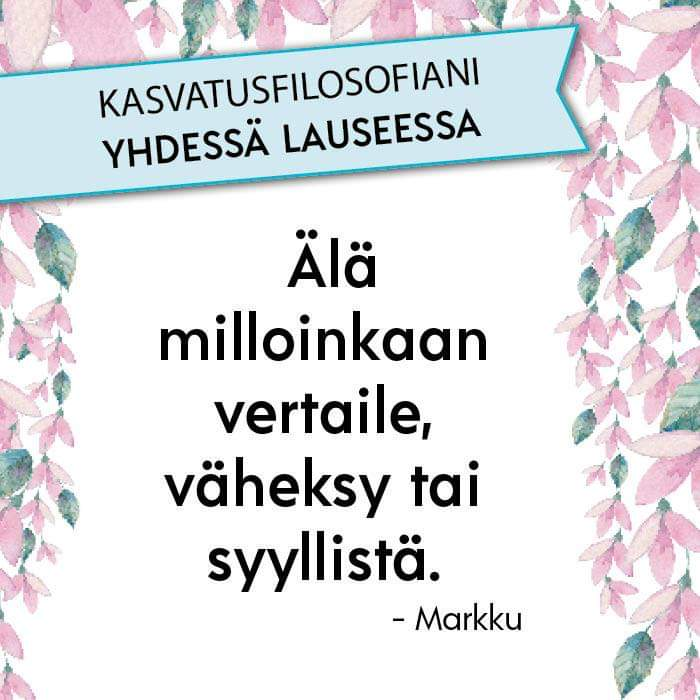 KASVATUSFILOSOFIANI
YHDESSÄ LAUSEESSA
Älä
milloinkaan
vertaile,
väheksy tai
syyllistä.
- Markku